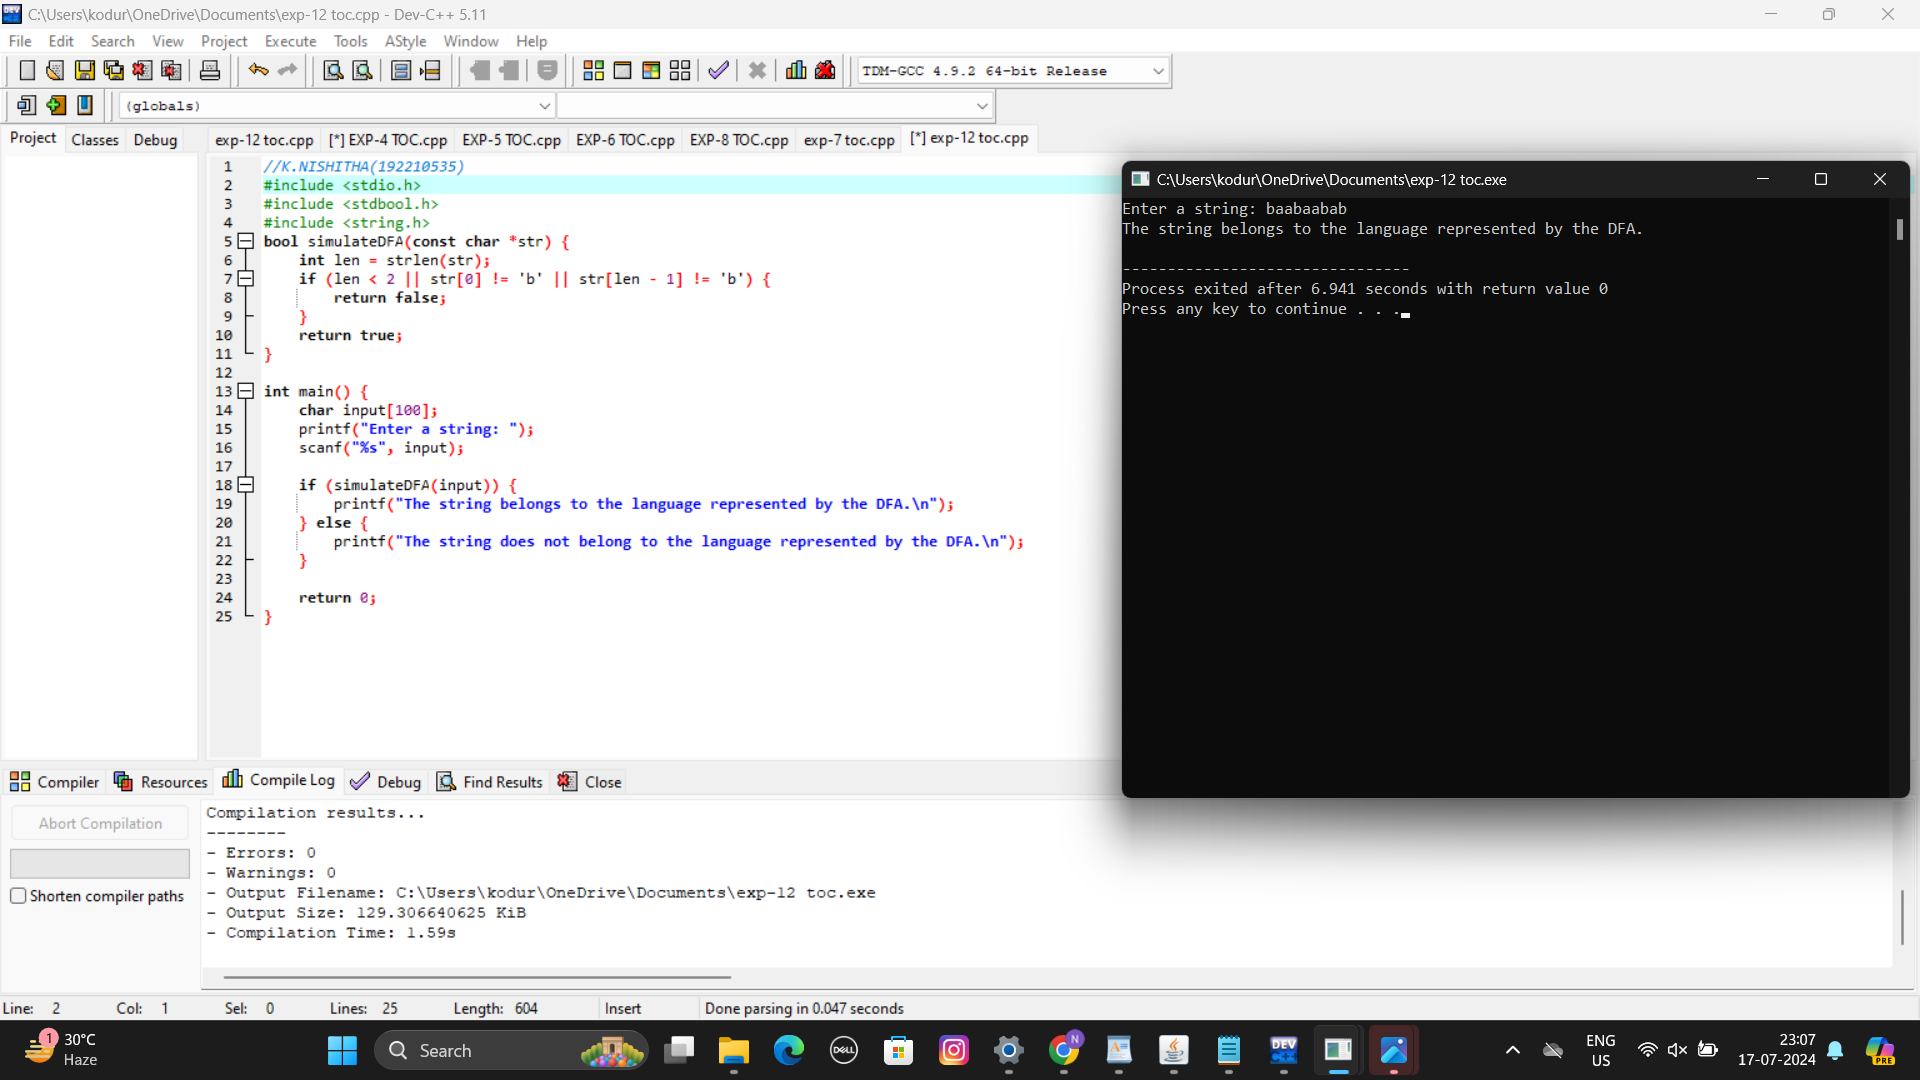 C:\Users\kodur\OneDrive\Documents\exp-12 toc.cpp - Dev-C++ 5.11
File Edit Search View Project Execute Tools AStyle Window Help
TDM-GCC 4.9.2 64-bit Release
(globals)
Project Classes Debug
exp-12 toc.cpp [*] EXP-4 TOC.cpp EXP-5 TOC.cpp EXP-6 TOC.cpp EXP-8 TOC.cpp exp-7 toc.cpp [*] exp-12 toc.cpp
1 //K.NISHITHA(192210535)
2 #include <stdio.h>
3 #include <stdbool.h>
4 #include <string.h>
5 bool simulateDFA(const char *str) {
6 int len = strlen(str);
7 if (len < 2 || str[0] != 'b' || str[len - 1] != 'b') {
8 return false;
9 }
10 return true;
11 }
12
13 int main() {
14 char input[100];
15 printf("Enter a string: ");
16 scanf("%s", input);
17
18 if (simulateDFA(input)) {
19 printf("The string belongs to the language represented by the DFA.\n");
20 } else {
21 printf("The string does not belong to the language represented by the DFA.\n");
22 }
23
24 return 0;
25 }
C:\Users\kodur\OneDrive\Documents\exp-12 toc.exe
Enter a string: baabaabab
The string belongs to the language represented by the DFA.
--------------------------------
Process exited after 6.941 seconds with return value 0
Press any key to continue . . .
Compiler Resources Compile Log Debug Find Results Close
Abort Compilation
Shorten compiler paths
Compilation results...
--------
- Errors: 0
- Warnings: 0
- Output Filename: C:\Users\kodur\OneDrive\Documents\exp-12 toc.exe
- Output Size: 129.306640625 KiB
- Compilation Time: 1.59s
Line: 2 Col: 1 Sel: 0 Lines: 25 Length: 604 Insert Done parsing in 0.047 seconds
1
30°C
Haze
Search
DELL
N
DEV
ENG
US
23:07
17-07-2024
PRE